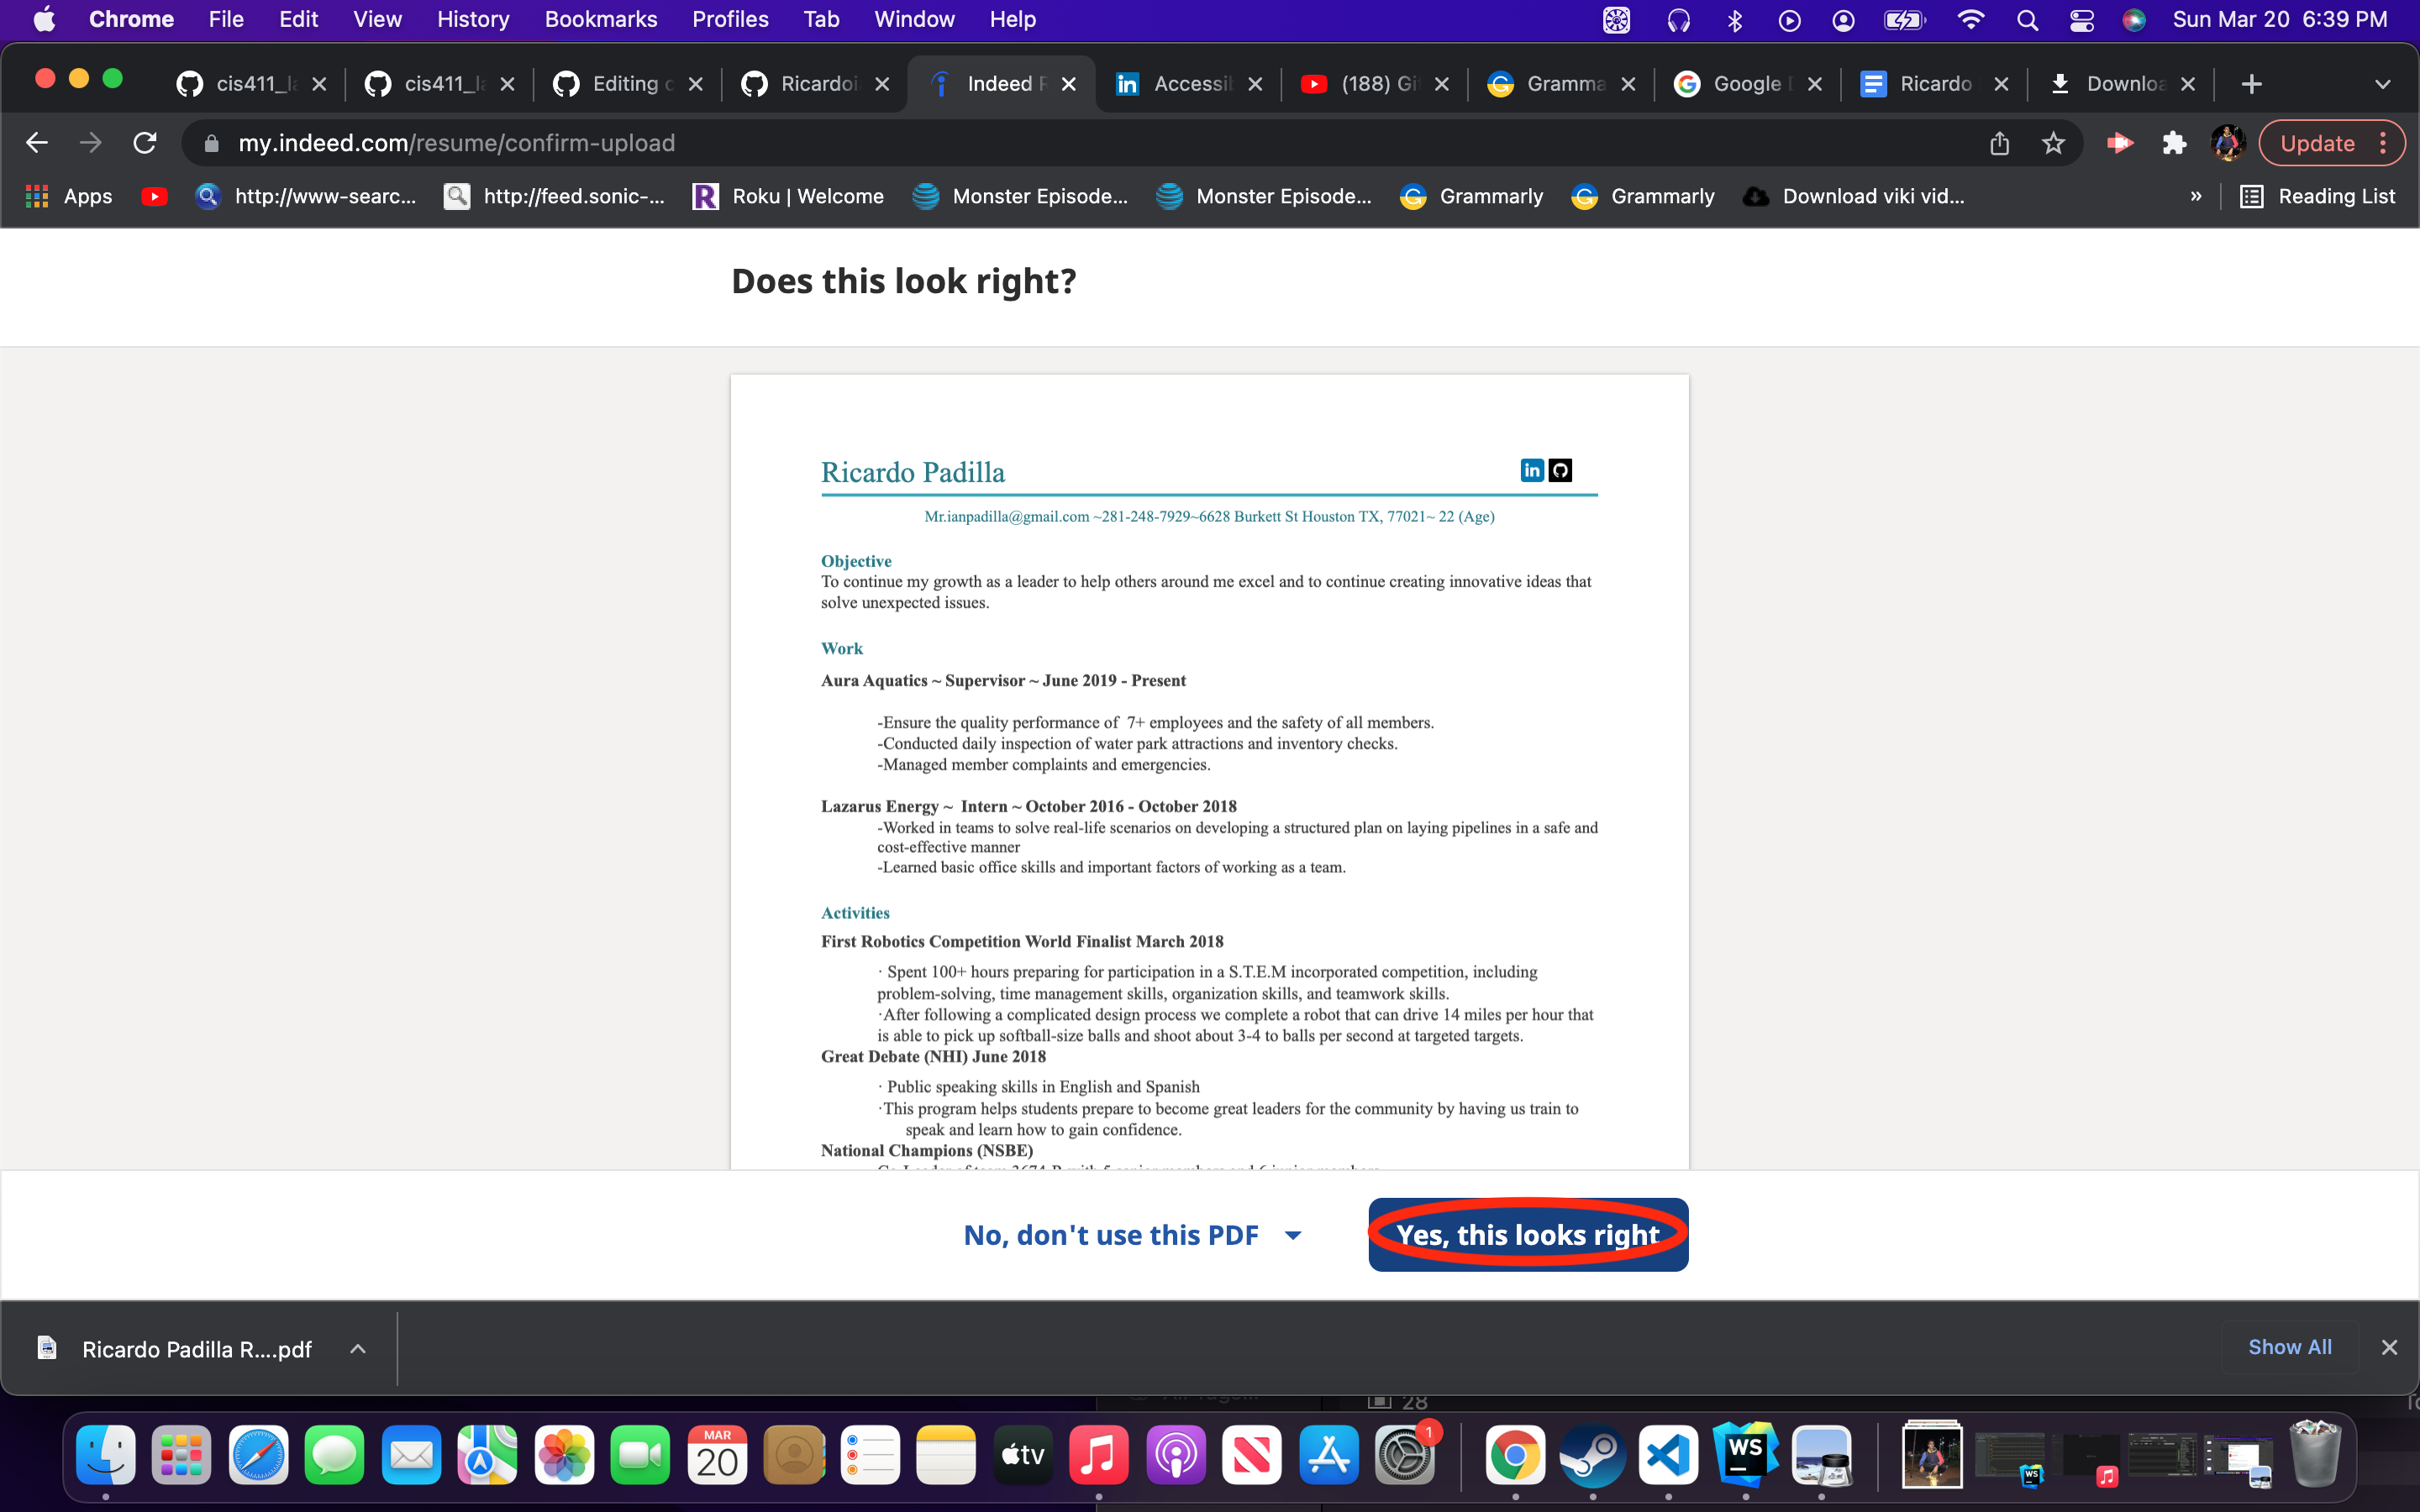 Chrome File Edit View History Bookmarks Profiles Tab Window Help Sun Mar 20 6:39 PM
cis411_la cis411_la Editing c Ricardoi Indeed R Accessi (188) Gi Gramma Google Ricardo Downloa
my.indeed.com/resume/confirm-upload Update
Apps http://www-searc... http://feed.sonic-... Roku | Welcome Monster Episode... Monster Episode... Grammarly Grammarly Download viki vid... » Reading List
Does this look right?
Ricardo Padilla in
Mr.ianpadilla@gmail.com ~281-248-7929~6628 Burkett St Houston TX, 77021~ 22 (Age)
Objective
To continue my growth as a leader to help others around me excel and to continue creating innovative ideas that
solve unexpected issues.
Work
Aura Aquatics ~ Supervisor ~ June 2019 - Present
-Ensure the quality performance of 7+ employees and the safety of all members.
-Conducted daily inspection of water park attractions and inventory checks.
-Managed member complaints and emergencies.
Lazarus Energy ~ Intern ~ October 2016 - October 2018
-Worked in teams to solve real-life scenarios on developing a structured plan on laying pipelines in a safe and
cost-effective manner
-Learned basic office skills and important factors of working as a team.
Activities
First Robotics Competition World Finalist March 2018
· Spent 100+ hours preparing for participation in a S.T.E.M incorporated competition, including
problem-solving, time management skills, organization skills, and teamwork skills.
·After following a complicated design process we complete a robot that can drive 14 miles per hour that
is able to pick up softball-size balls and shoot about 3-4 to balls per second at targeted targets.
Great Debate (NHI) June 2018
· Public speaking skills in English and Spanish
·This program helps students prepare to become great leaders for the community by having us train to
speak and learn how to gain confidence.
National Champions (NSBE)
No, don't use this PDF Yes, this looks right
Ricardo Padilla R....pdf Show All
28
MAR
20
tv
1
WS